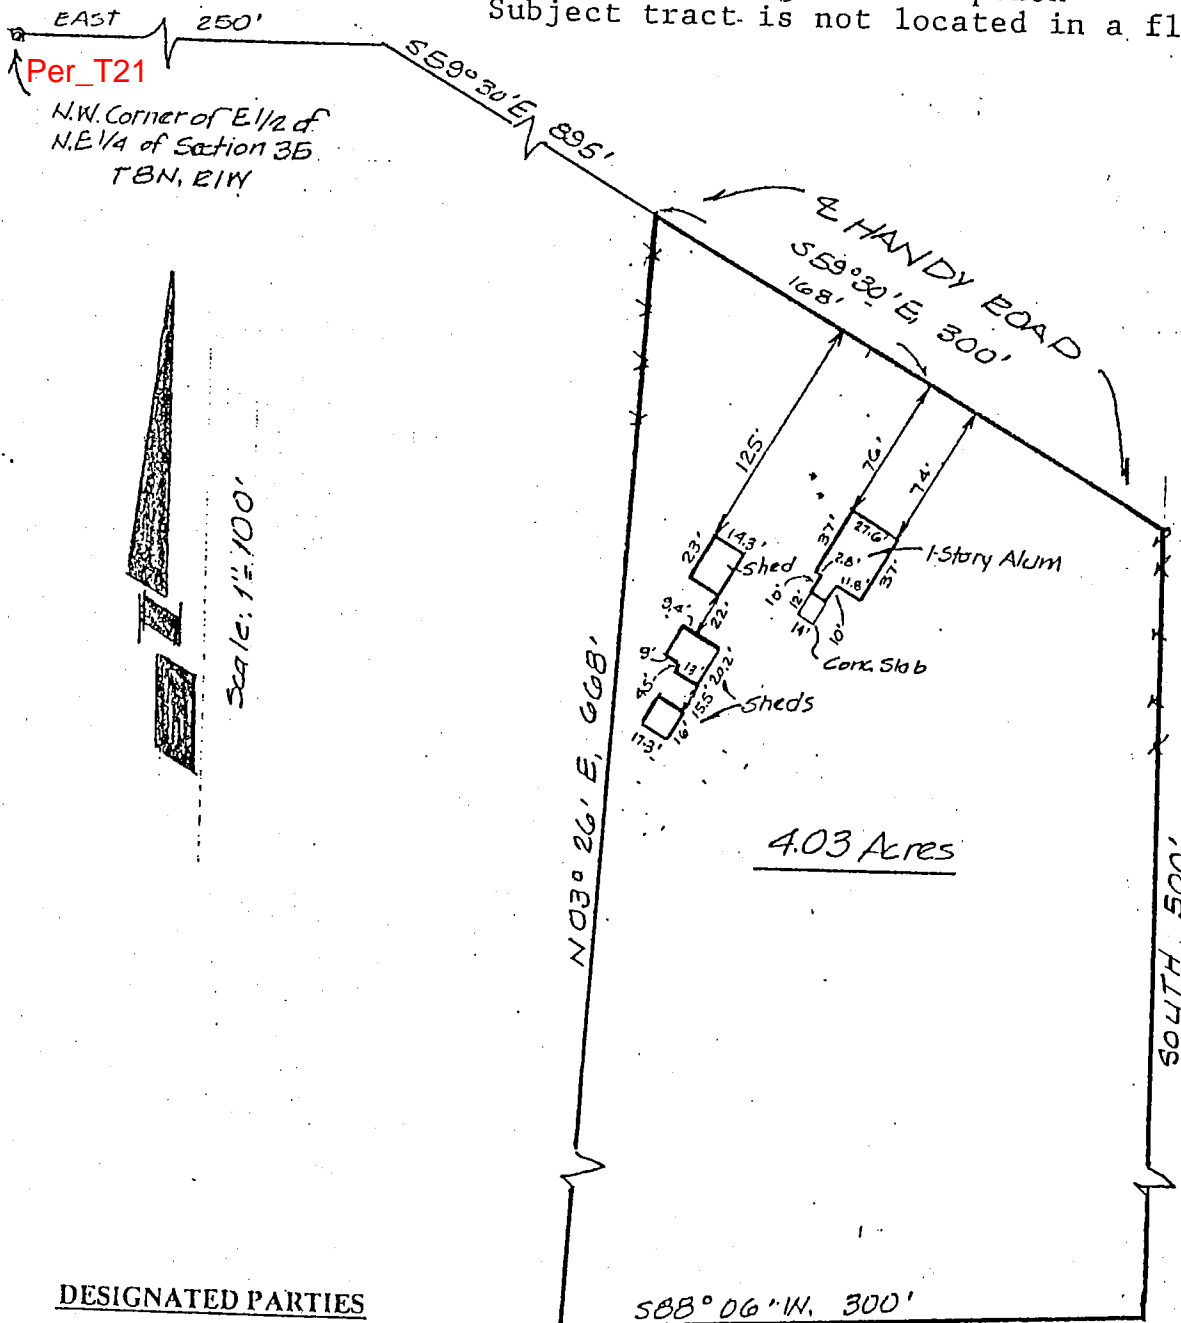 Subject tract is not located in a fl
EAST 250'
Per_T21
N.W. Corner of E 1/2 of
N.E 1/4 of Section 35
T8N, R1W
S59°30'E 895'
℄ HANDY ROAD
S59°30'E, 300'
168'
125'
76'
74'
Scale: 1"=100'
23'
14.3'
Shed
37'
27.6'
2.8'
11.8'
37'
1-Story Alum
10'
12'
14'
10'
Conc. Slab
22'
9.4'
9'
13'
20.2'
4.5'
15.5'
Sheds
16'
17.3'
N03° 26' E, 668'
4.03 Acres
SOUTH 500'
S88° 06" W. 300'
DESIGNATED PARTIES